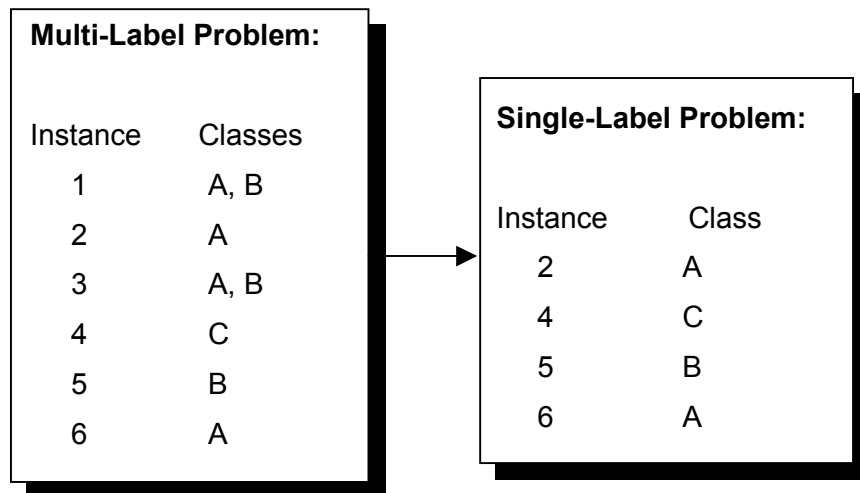 Multi-Label Problem:
Instance Classes
1 A, B
2 A
3 A, B
4 C
5 B
6 A
Single-Label Problem:
Instance Class
2 A
4 C
5 B
6 A